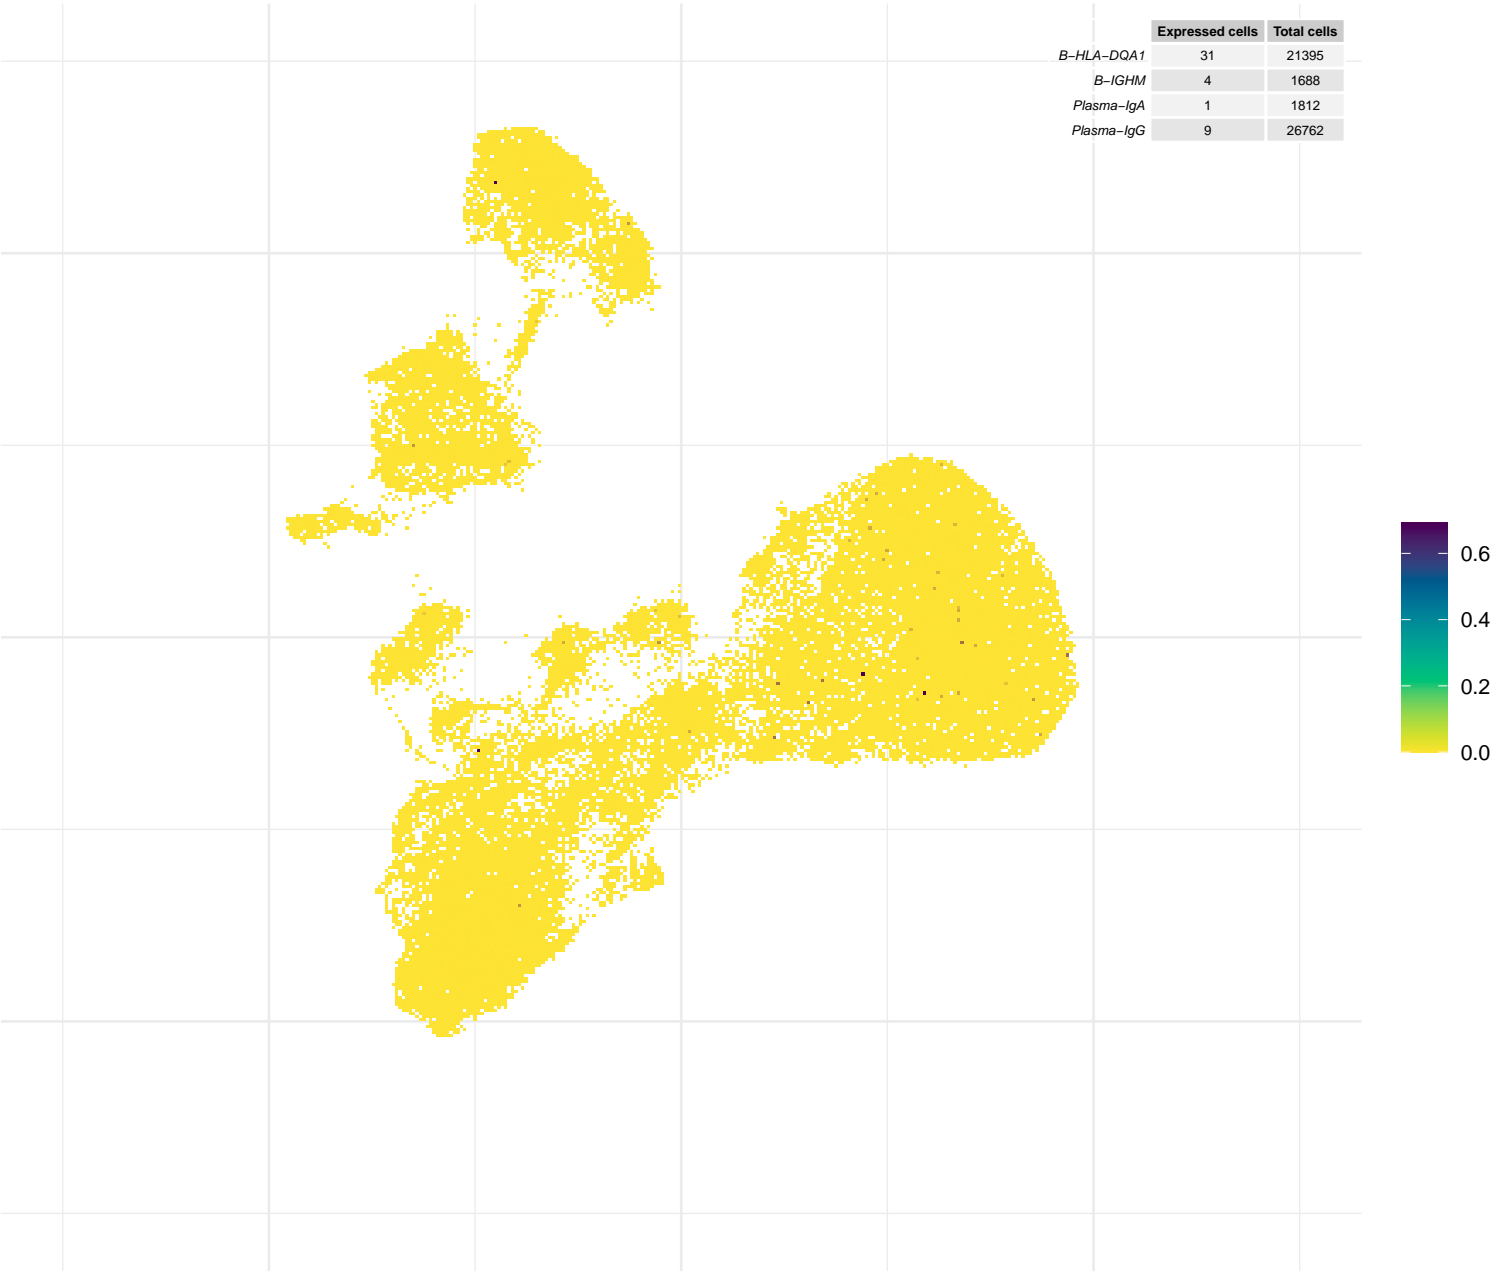 Expressed cells Total cells
B−HLA−DQA1 31 21395
B−IGHM 4 1688
Plasma−IgA 1 1812
Plasma−IgG 9 26762
0.6
0.4
0.2
0.0